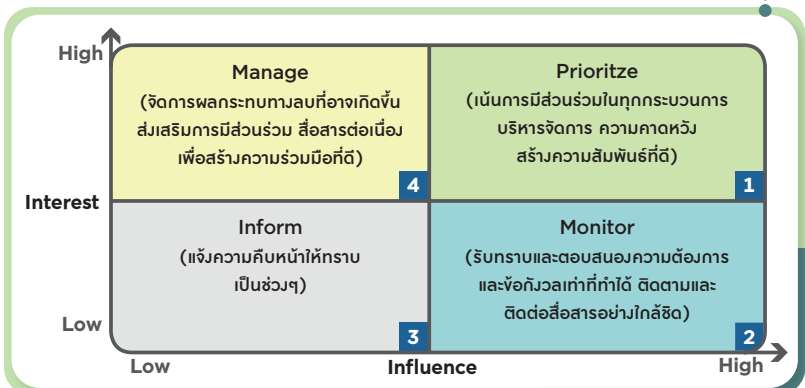 High
Manage
(จัดการผลกระทบทางลบที่อาจเกิดขึ้น
ส่งเสริมการมีส่วนร่วม สื่อสารต่อเนื่อง
เพื่อสร้างความร่วมมือที่ดี)
4
Prioritze
(เน้นการมีส่วนร่วมในทุกกระบวนการ
บริหารจัดการ ความคาดหวัง
สร้างความสัมพันธ์ที่ดี)
1
Interest
Inform
(แจ้งความคืบหน้าให้ทราบ
เป็นช่วงๆ)
3
Monitor
(รับทราบและตอบสนองความต้องการ
และข้อกังวลเท่าที่ทำได้ ติดตามและ
ติดต่อสื่อสารอย่างใกล้ชิด)
2
Low
Low
Influence
High